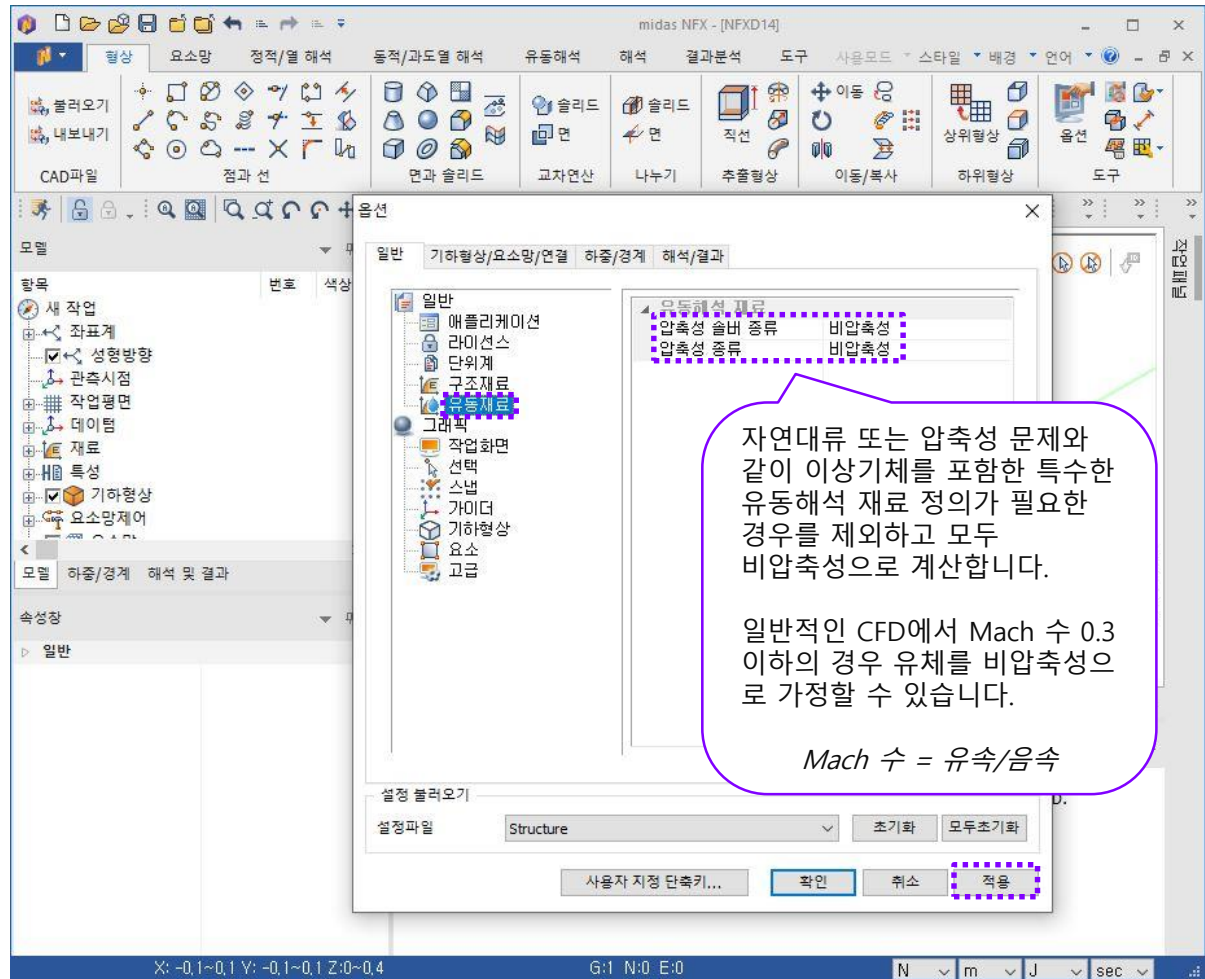 midas NFX - [NFXD14]
형상 요소망 정적/열 해석 동적/과도열 해석 유동해석 해석 결과분석 도구 사용모드 스타일 배경 언어
불러오기
내보내기
솔리드
면
솔리드
면
직선
이동
상위형상
옵션
CAD파일 점과 선 면과 솔리드 교차연산 나누기 추출형상 이동/복사 하위형상 도구
모델
항목 번호 색상
새 작업
좌표계
성형방향
관측시점
작업평면
데이텀
재료
특성
기하형상
요소망제어
모델 하중/경계 해석 및 결과
속성창
일반
작업패널
옵션
일반 기하형상/요소망/연결 하중/경계 해석/결과
일반
애플리케이션
라이선스
단위계
구조재료
유동재료
그래픽
작업화면
선택
스냅
가이더
기하형상
요소
고급
유동해석 재료
압축성 솔버 종류 비압축성
압축성 종류 비압축성
자연대류 또는 압축성 문제와
같이 이상기체를 포함한 특수한
유동해석 재료 정의가 필요한
경우를 제외하고 모두
비압축성으로 계산합니다.
일반적인 CFD에서 Mach 수 0.3
이하의 경우 유체를 비압축성으
로 가정할 수 있습니다.
Mach 수 = 유속/음속
설정 불러오기
설정파일 Structure 초기화 모두초기화
사용자 지정 단축키... 확인 취소 적용
X: -0,1~0,1 Y: -0,1~0,1 Z:0~0,4 G:1 N:0 E:0 N m J sec